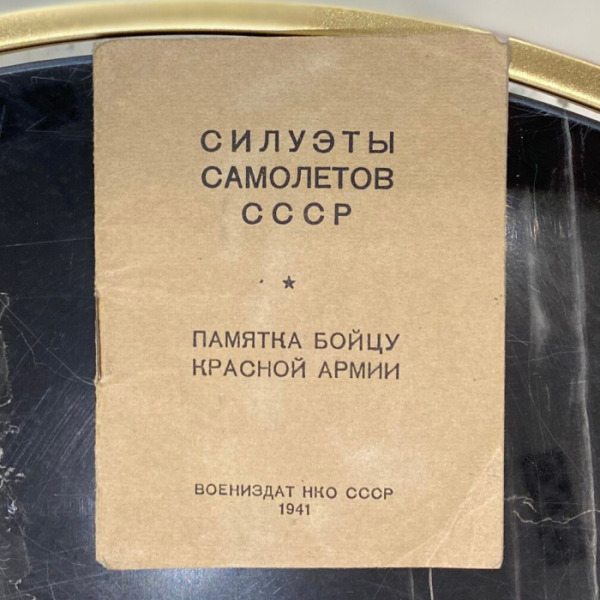 СИЛУЭТЫ
САМОЛЕТОВ
СССР
ПАМЯТКА БОЙЦУ
КРАСНОЙ АРМИИ
ВОЕНИЗДАТ НКО СССР
1941